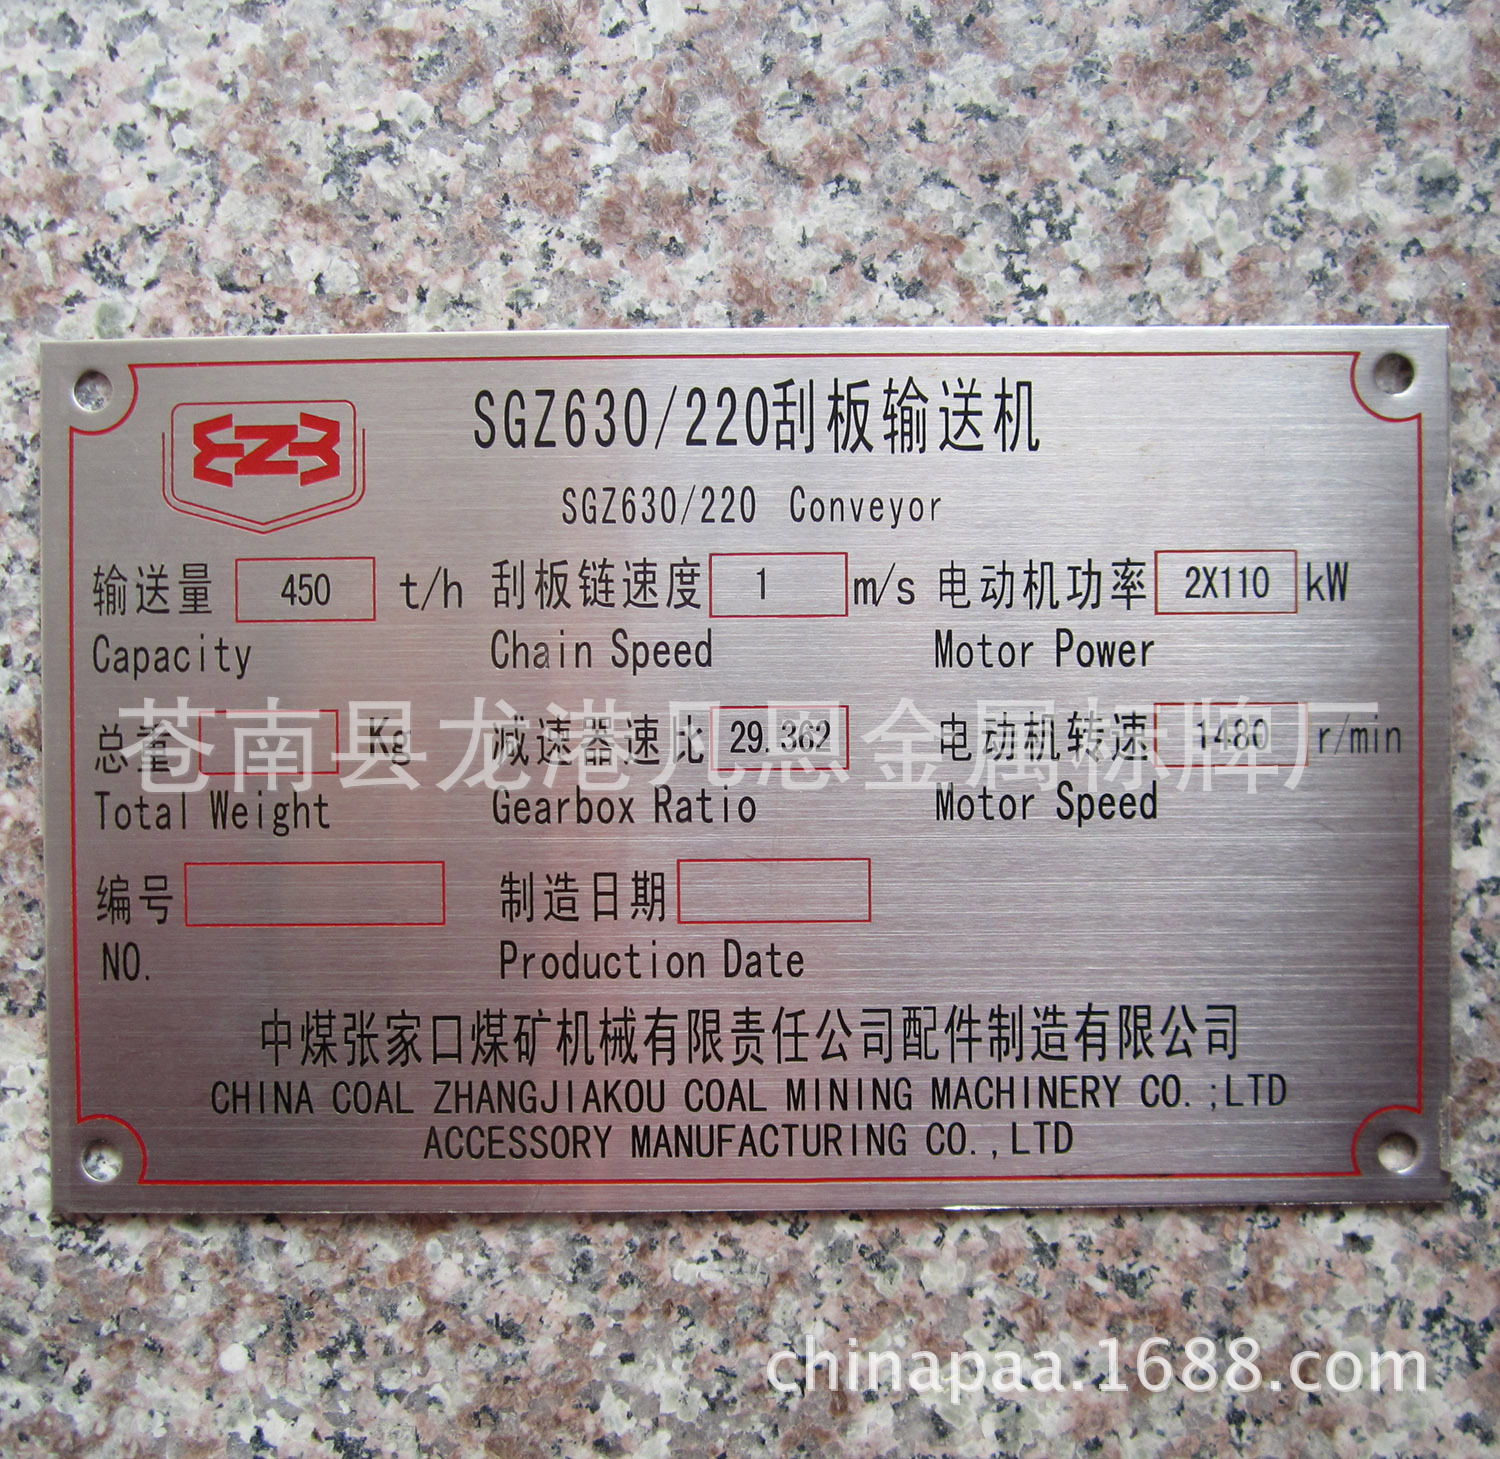 SGZ630/220刮板输送机
SGZ630/220 Conveyor
输送量 450 t/h 刮板链速度 1 m/s 电动机功率 2X110 kW
Capacity Chain Speed Motor Power
总重 Kg 减速器速比 29.362 电动机转速 1480 r/min
苍南县龙港凡恩金属标牌厂
Total Weight Gearbox Ratio Motor Speed
编号 制造日期
NO. Production Date
中煤张家口煤矿机械有限责任公司配件制造有限公司
CHINA COAL ZHANGJIAKOU COAL MINING MACHINERY CO.;LTD
ACCESSORY MANUFACTURING CO.,LTD
chinapaa.1688.com